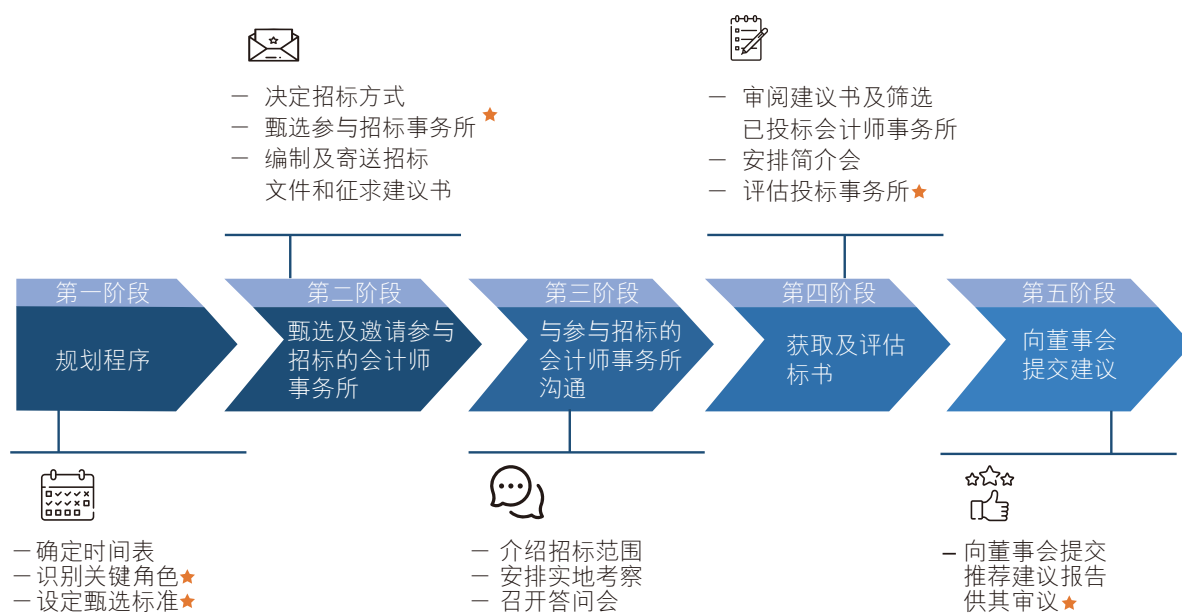 — 决定招标方式
— 甄选参与招标事务所★
— 编制及寄送招标
文件和征求建议书
— 审阅建议书及筛选
已投标会计师事务所
— 安排简介会
— 评估投标事务所★
第一阶段
规划程序
第二阶段
甄选及邀请参与
招标的会计师
事务所
第三阶段
与参与招标的
会计师事务所
沟通
第四阶段
获取及评估
标书
第五阶段
向董事会
提交建议
—确定时间表
—识别关键角色★
—设定甄选标准★
— 介绍招标范围
— 安排实地考察
— 召开答问会
– 向董事会提交
推荐建议报告
供其审议★